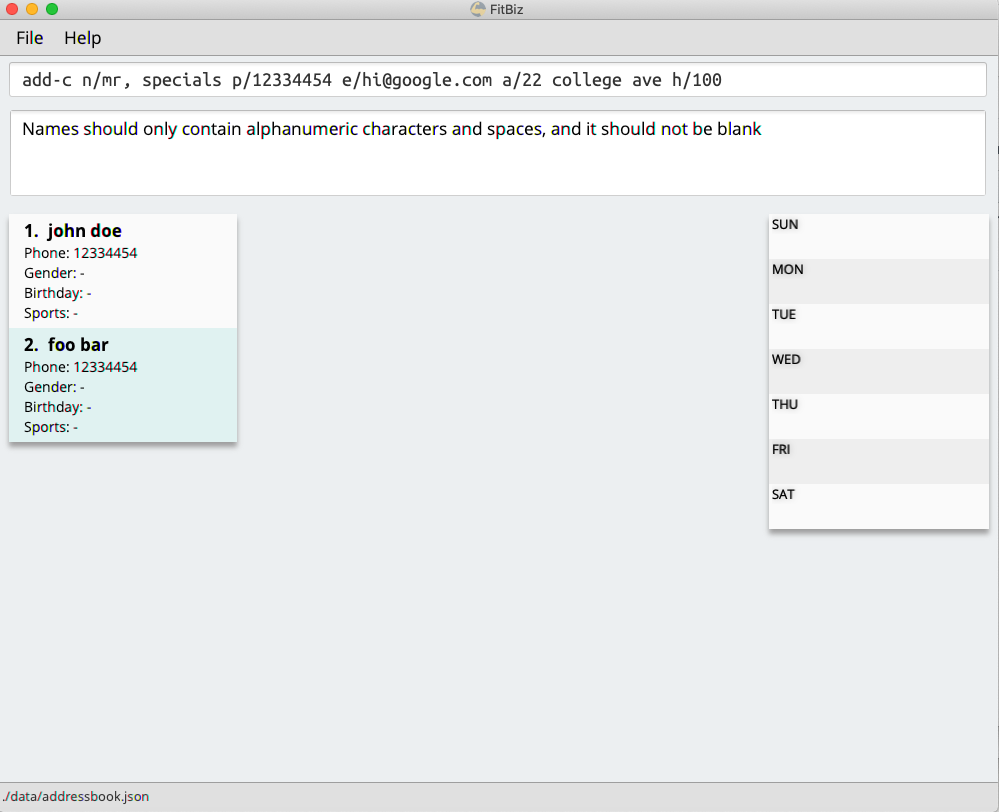 FitBiz
File Help
add-c n/mr, specials p/12334454 e/hi@google.com a/22 college ave h/100
Names should only contain alphanumeric characters and spaces, and it should not be blank
1. john doe
Phone: 12334454
Gender: -
Birthday: -
Sports: -
2. foo bar
Phone: 12334454
Gender: -
Birthday: -
Sports: -
SUN
MON
TUE
WED
THU
FRI
SAT
./data/addressbook.json